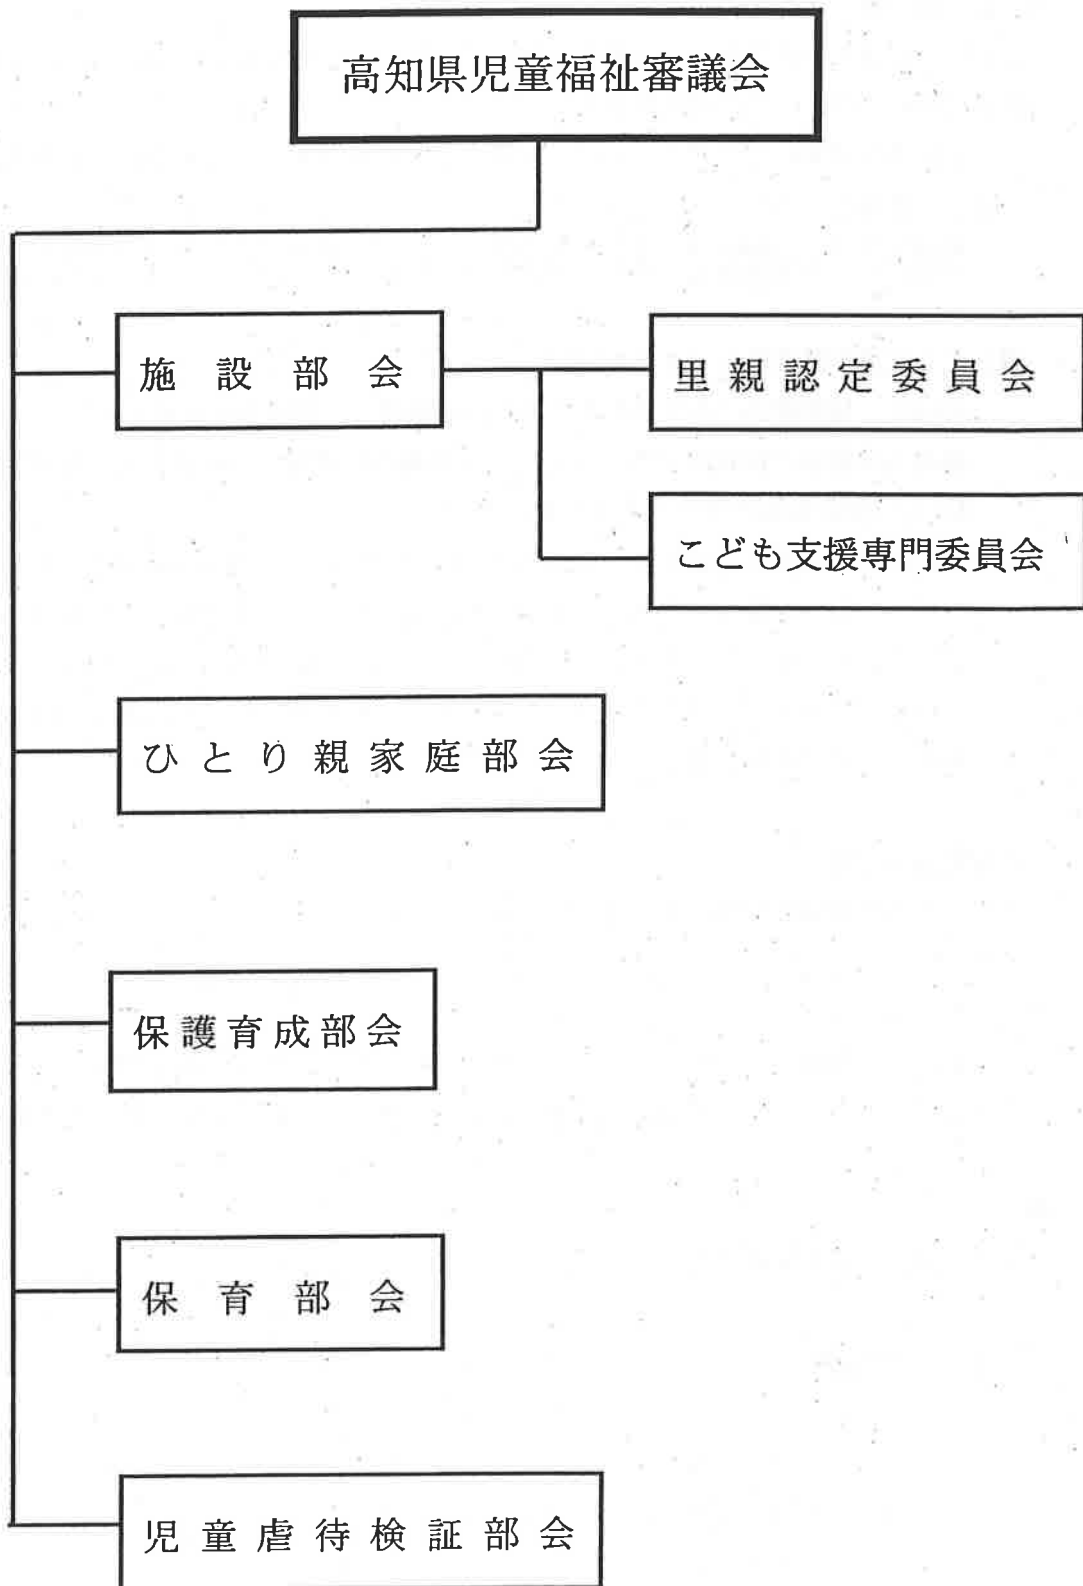 高知県児童福祉審議会
施設部会
里親認定委員会
こども支援専門委員会
ひとり親家庭部会
保護育成部会
保育部会
児童虐待検証部会